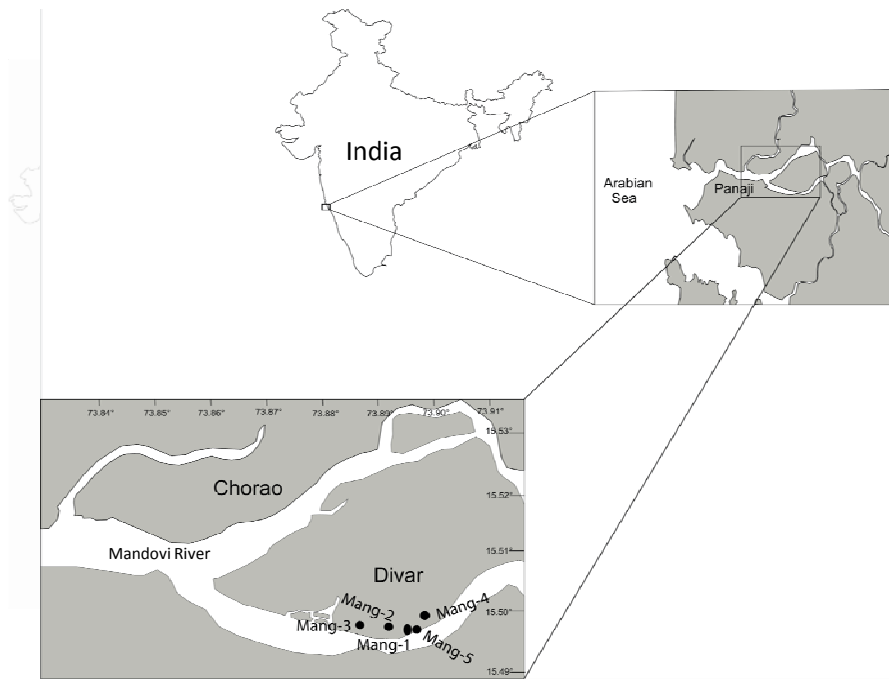 India
Arabian
Sea
Panaji
73.84°
73.85°
73.86°
73.87°
73.88°
73.89°
73.90°
73.91°
15.53°
Chorao
15.52°
Mandovi River
15.51°
Divar
Mang-2
Mang-4
15.50°
Mang-3
Mang-1
Mang-5
15.49°